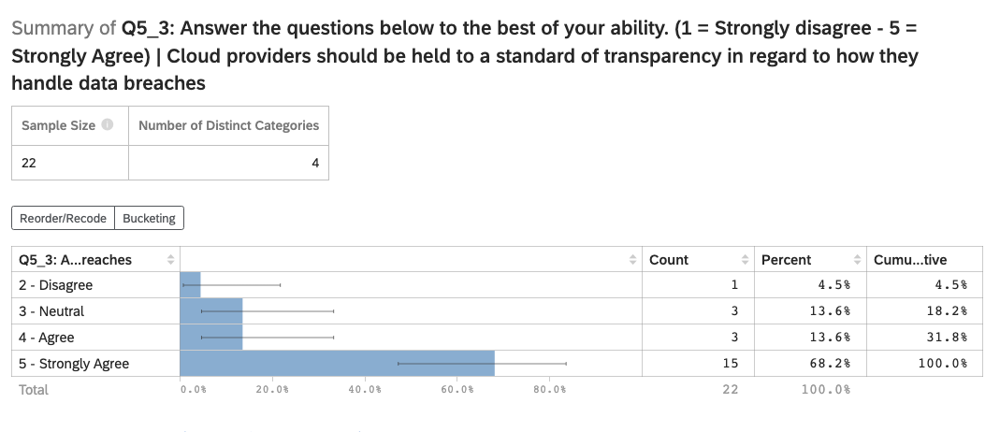 Summary of Q5_3: Answer the questions below to the best of your ability. (1 = Strongly disagree - 5 =
Strongly Agree) | Cloud providers should be held to a standard of transparency in regard to how they
handle data breaches
Sample Size Number of Distinct Categories
22 4
Reorder/Recode Bucketing
Q5_3: A...reaches Count Percent Cumu...tive
2 - Disagree 1 4.5% 4.5%
3 - Neutral 3 13.6% 18.2%
4 - Agree 3 13.6% 31.8%
5 - Strongly Agree 15 68.2% 100.0%
Total 0.0% 20.0% 40.0% 60.0% 80.0% 22 100.0%